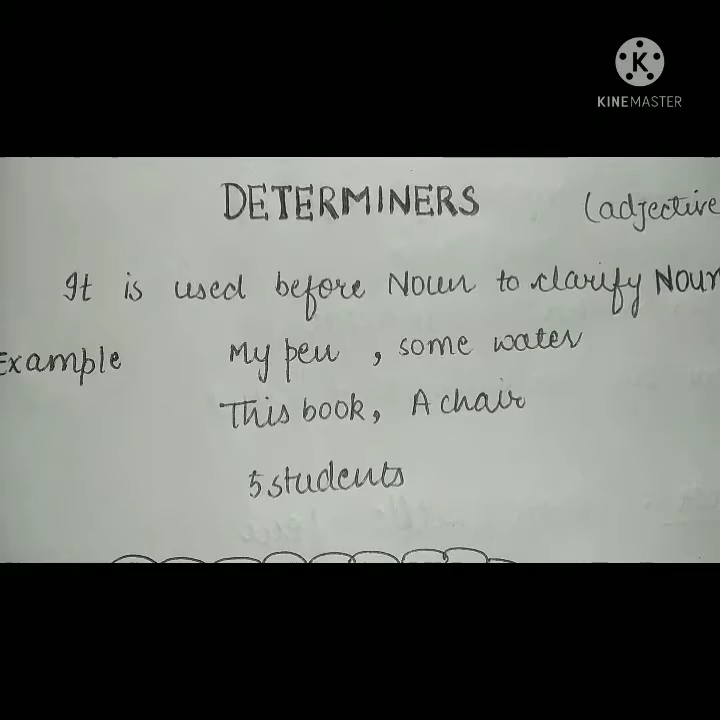 KINEMASTER
DETERMINERS (adjective
It is used before Noun to clarify Noun
Example My pen , some water
This book, A chair
5 students